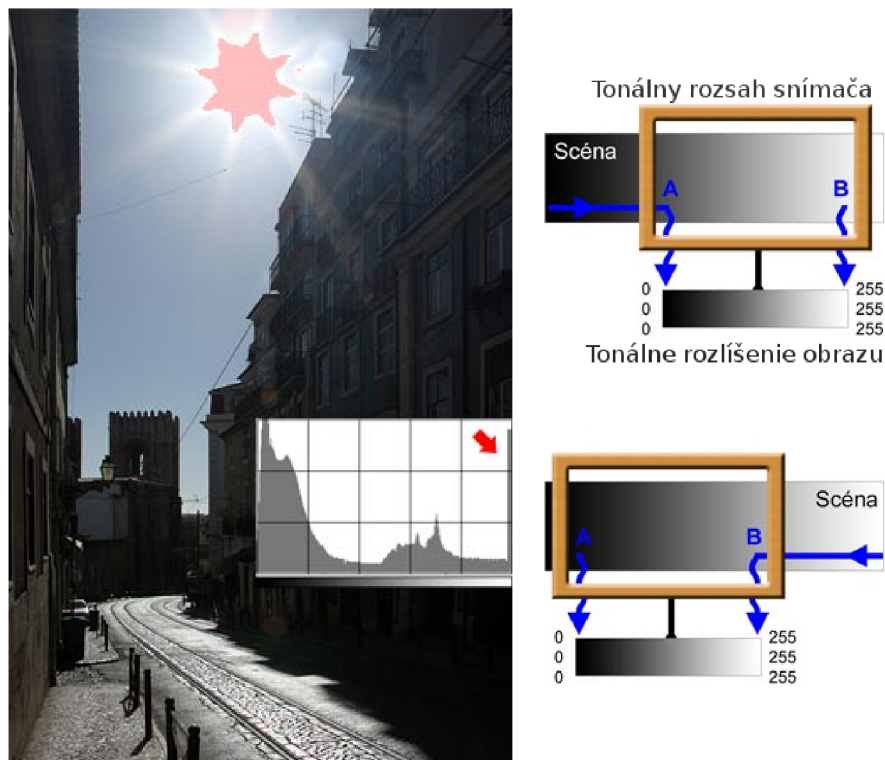 Tonálny rozsah snímača
Scéna
A B
0 255
0 255
0 255
Tonálne rozlíšenie obrazu
Scéna
A B
0 255
0 255
0 255